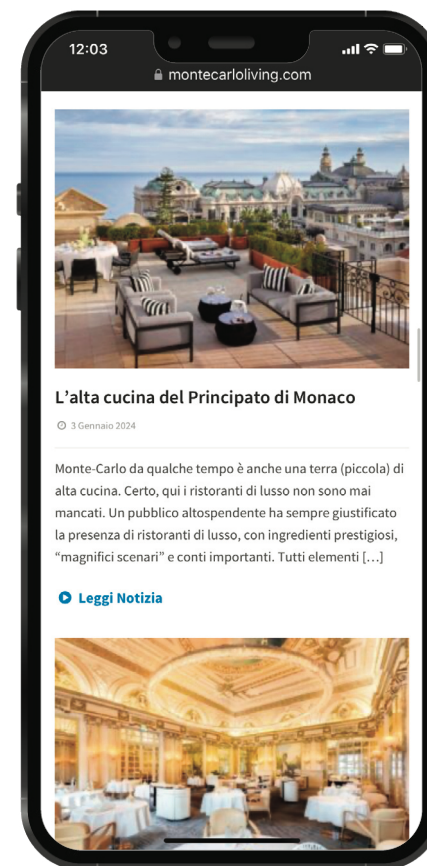 12:03
montecarloliving.com
L’alta cucina del Principato di Monaco
3 Gennaio 2024
Monte-Carlo da qualche tempo è anche una terra (piccola) di
alta cucina. Certo, qui i ristoranti di lusso non sono mai
mancati. Un pubblico altospendente ha sempre giustificato
la presenza di ristoranti di lusso, con ingredienti prestigiosi,
“magnifici scenari” e conti importanti. Tutti elementi […]
Leggi Notizia